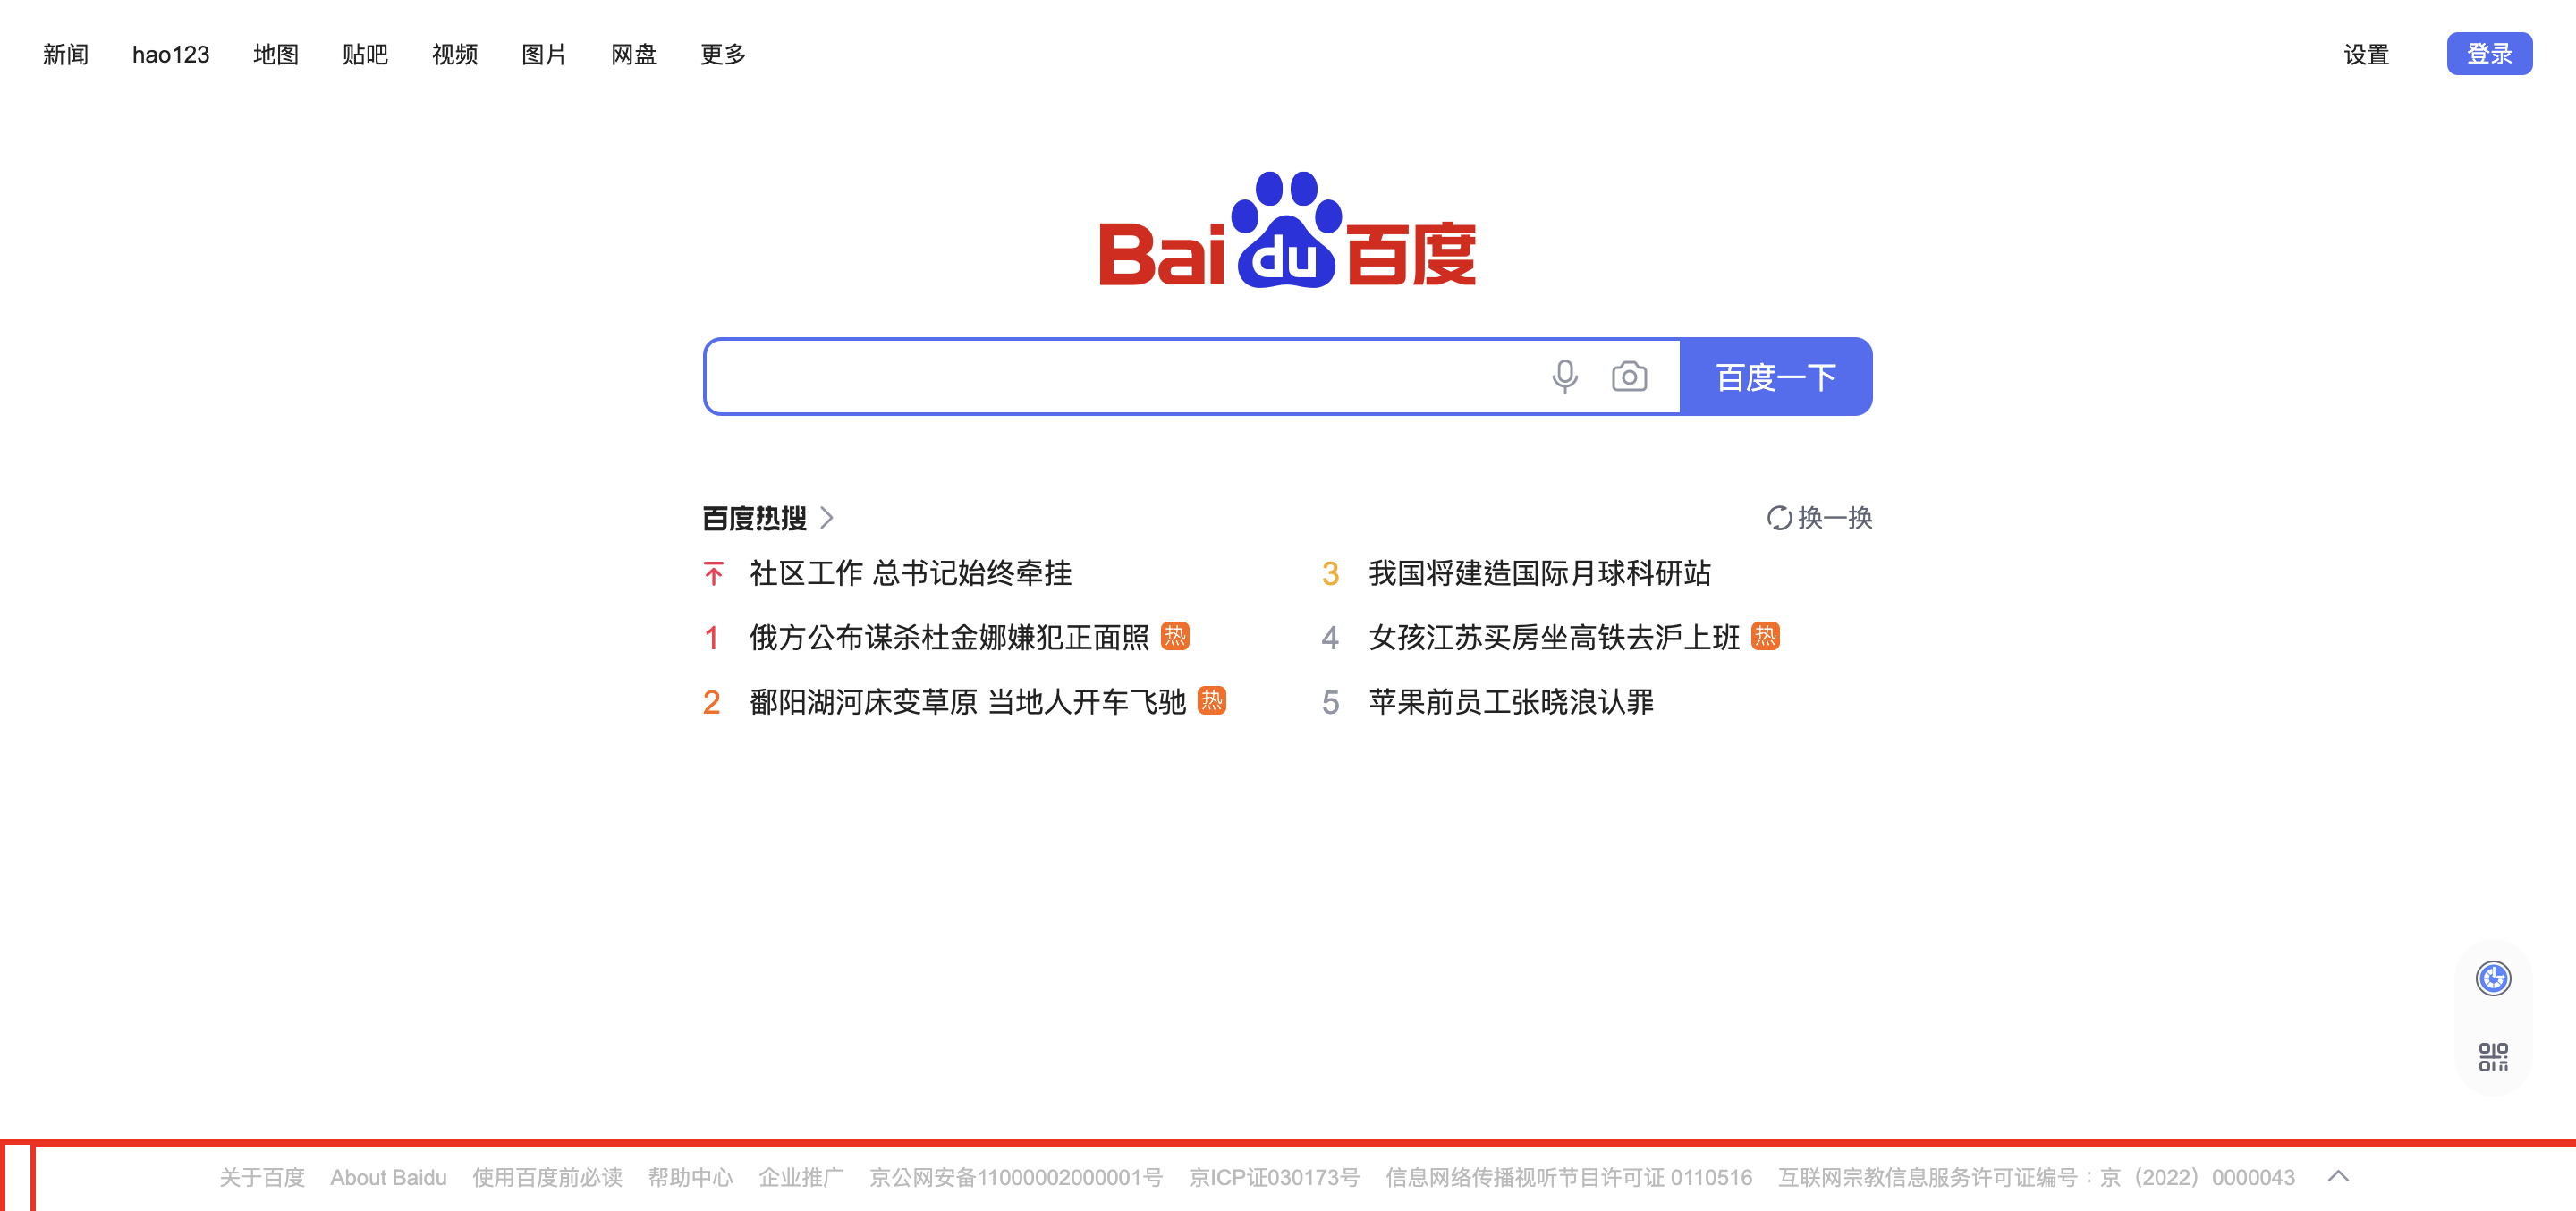 新闻 hao123 地图 贴吧 视频 图片 网盘 更多 设置 登录
Bai du 百度
百度一下
百度热搜 换一换
社区工作 总书记始终牵挂
1 俄方公布谋杀杜金娜嫌犯正面照 热
2 鄱阳湖河床变草原 当地人开车飞驰 热
3 我国将建造国际月球科研站
4 女孩江苏买房坐高铁去沪上班 热
5 苹果前员工张晓浪认罪
关于百度 About Baidu 使用百度前必读 帮助中心 企业推广 京公网安备11000002000001号 京ICP证030173号 信息网络传播视听节目许可证 0110516 互联网宗教信息服务许可证编号：京（2022）0000043